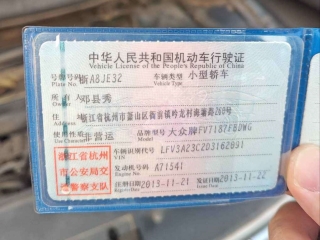 中华人民共和国机动车行驶证
Vehicle License of the People's Republic of China
号牌号码 浙A8JE32 车辆类型 小型轿车
Plate No. Vehicle Type
所有人 邓县秀
Owner
住址 浙江省杭州市萧山区衙前镇吟龙村海塘路260号
Address
使用性质 非营运 品牌型号 大众牌FV7187FBDWG
Use Character Model
浙江省杭州 车辆识别代号 LFV3A23C2D3162891
VIN
市公安局交 发动机号码 A71541
Engine No.
通警察支队 注册日期 2013-11-21 发证日期 2013-11-22
Register Date Issue Date